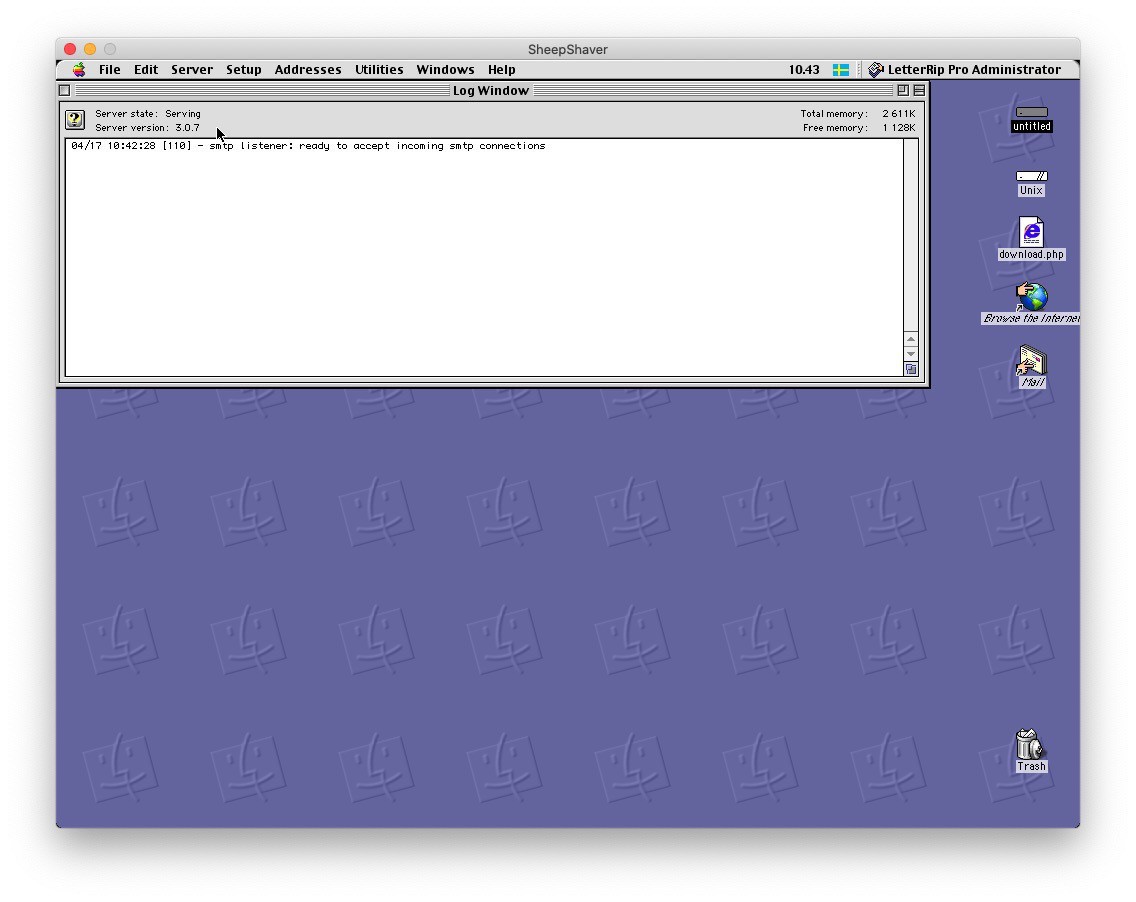 SheepShaver
File Edit Server Setup Addresses Utilities Windows Help 10.43 LetterRip Pro Administrator
Log Window
Server state: Serving
Server version: 3.0.7
Total memory: 2 611K
Free memory: 1 128K
04/17 10:42:28 [110] - smtp listener: ready to accept incoming smtp connections
untitled
Unix
download.php
Browse the Internet
Mail
Trash